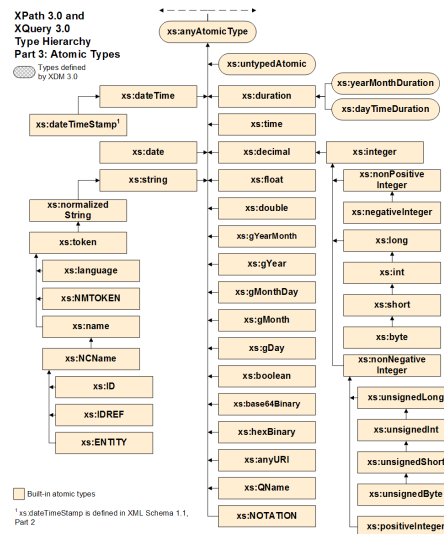 XPath 3.0 and
XQuery 3.0
Type Hierarchy
Part 3: Atomic Types
Types defined
by XDM 3.0
xs:anyAtomicType
xs:untypedAtomic
xs:dateTime
xs:duration
xs:yearMonthDuration
xs:dayTimeDuration
xs:dateTimeStamp1
xs:time
xs:date
xs:decimal
xs:integer
xs:string
xs:float
xs:nonPositive
Integer
xs:normalized
String
xs:double
xs:negativeInteger
xs:token
xs:gYearMonth
xs:long
xs:language
xs:gYear
xs:int
xs:NMTOKEN
xs:gMonthDay
xs:short
xs:name
xs:gMonth
xs:byte
xs:NCName
xs:gDay
xs:nonNegative
Integer
xs:ID
xs:boolean
xs:unsignedLong
xs:IDREF
xs:base64Binary
xs:unsignedInt
xs:ENTITY
xs:hexBinary
xs:unsignedShort
xs:anyURI
xs:unsignedByte
xs:QName
xs:NOTATION
xs:positiveInteger
Built-in atomic types
1 xs:dateTimeStamp is defined in XML Schema 1.1,
Part 2